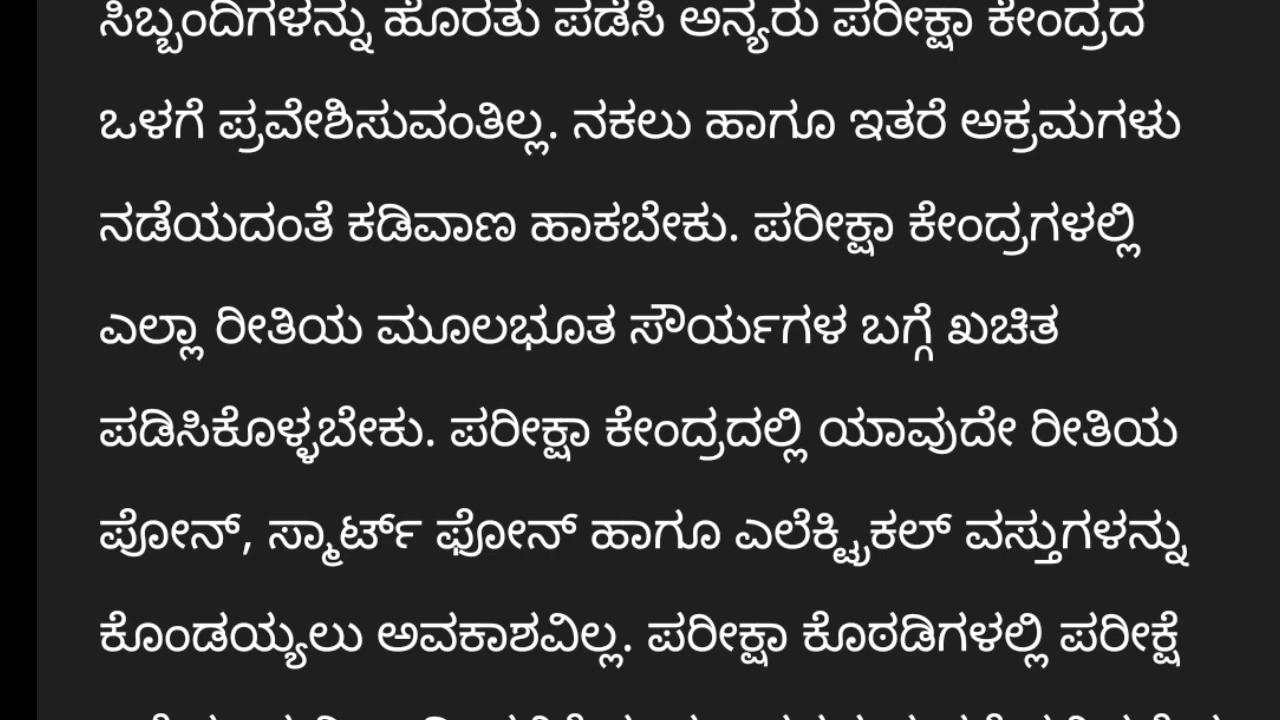 ಸಿಬ್ಬಂದಿಗಳನ್ನು ಹೊರತು ಪಡೆಸಿ ಅನ್ಯರು ಪರೀಕ್ಷಾ ಕೇಂದ್ರದ
ಒಳಗೆ ಪ್ರವೇಶಿಸುವಂತಿಲ್ಲ. ನಕಲು ಹಾಗೂ ಇತರೆ ಅಕ್ರಮಗಳು
ನಡೆಯದಂತೆ ಕಡಿವಾಣ ಹಾಕಬೇಕು. ಪರೀಕ್ಷಾ ಕೇಂದ್ರಗಳಲ್ಲಿ
ಎಲ್ಲಾ ರೀತಿಯ ಮೂಲಭೂತ ಸೌರ್ಯಗಳ ಬಗ್ಗೆ ಖಚಿತ
ಪಡಿಸಿಕೊಳ್ಳಬೇಕು. ಪರೀಕ್ಷಾ ಕೇಂದ್ರದಲ್ಲಿ ಯಾವುದೇ ರೀತಿಯ
ಪೋನ್, ಸ್ಮಾರ್ಟ್ ಫೋನ್ ಹಾಗೂ ಎಲೆಕ್ಟ್ರಿಕಲ್ ವಸ್ತುಗಳನ್ನು
ಕೊಂಡಯ್ಯಲು ಅವಕಾಶವಿಲ್ಲ. ಪರೀಕ್ಷಾ ಕೊಠಡಿಗಳಲ್ಲಿ ಪರೀಕ್ಷೆ